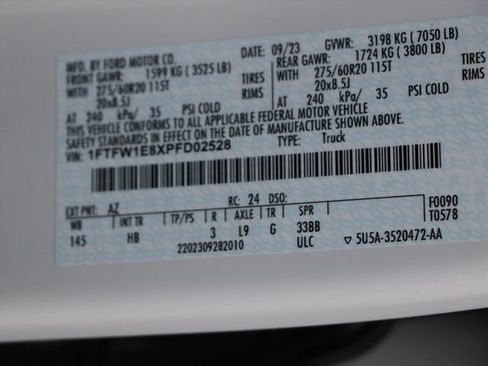 MFD. BY FORD MOTOR CO.
DATE: 09/23 GVWR: 3198 KG ( 7050 LB)
FRONT GAWR: 1599 KG ( 3525 LB) REAR GAWR: 1724 KG ( 3800 LB)
WITH 275/60R20 115T TIRES WITH 275/60R20 115T TIRES
20x8.5J RIMS 20x8.5J RIMS
AT 240 kPa/ 35 PSI COLD AT 240 kPa/ 35 PSI COLD
THIS VEHICLE CONFORMS TO ALL APPLICABLE FEDERAL MOTOR VEHICLE
SAFETY STANDARDS IN EFFECT ON THE DATE OF MANUFACTURE SHOWN ABOVE.
VIN: 1FTFW1E8XPFD02528 TYPE: Truck
EXT PNT: AZ RC: 24 DSO: F0090
WB INT TR TP/PS R AXLE TR SPR T0578
145 HB 3 L9 G 33BB
2202309282010 ULC ▽ 5U5A-3520472-AA